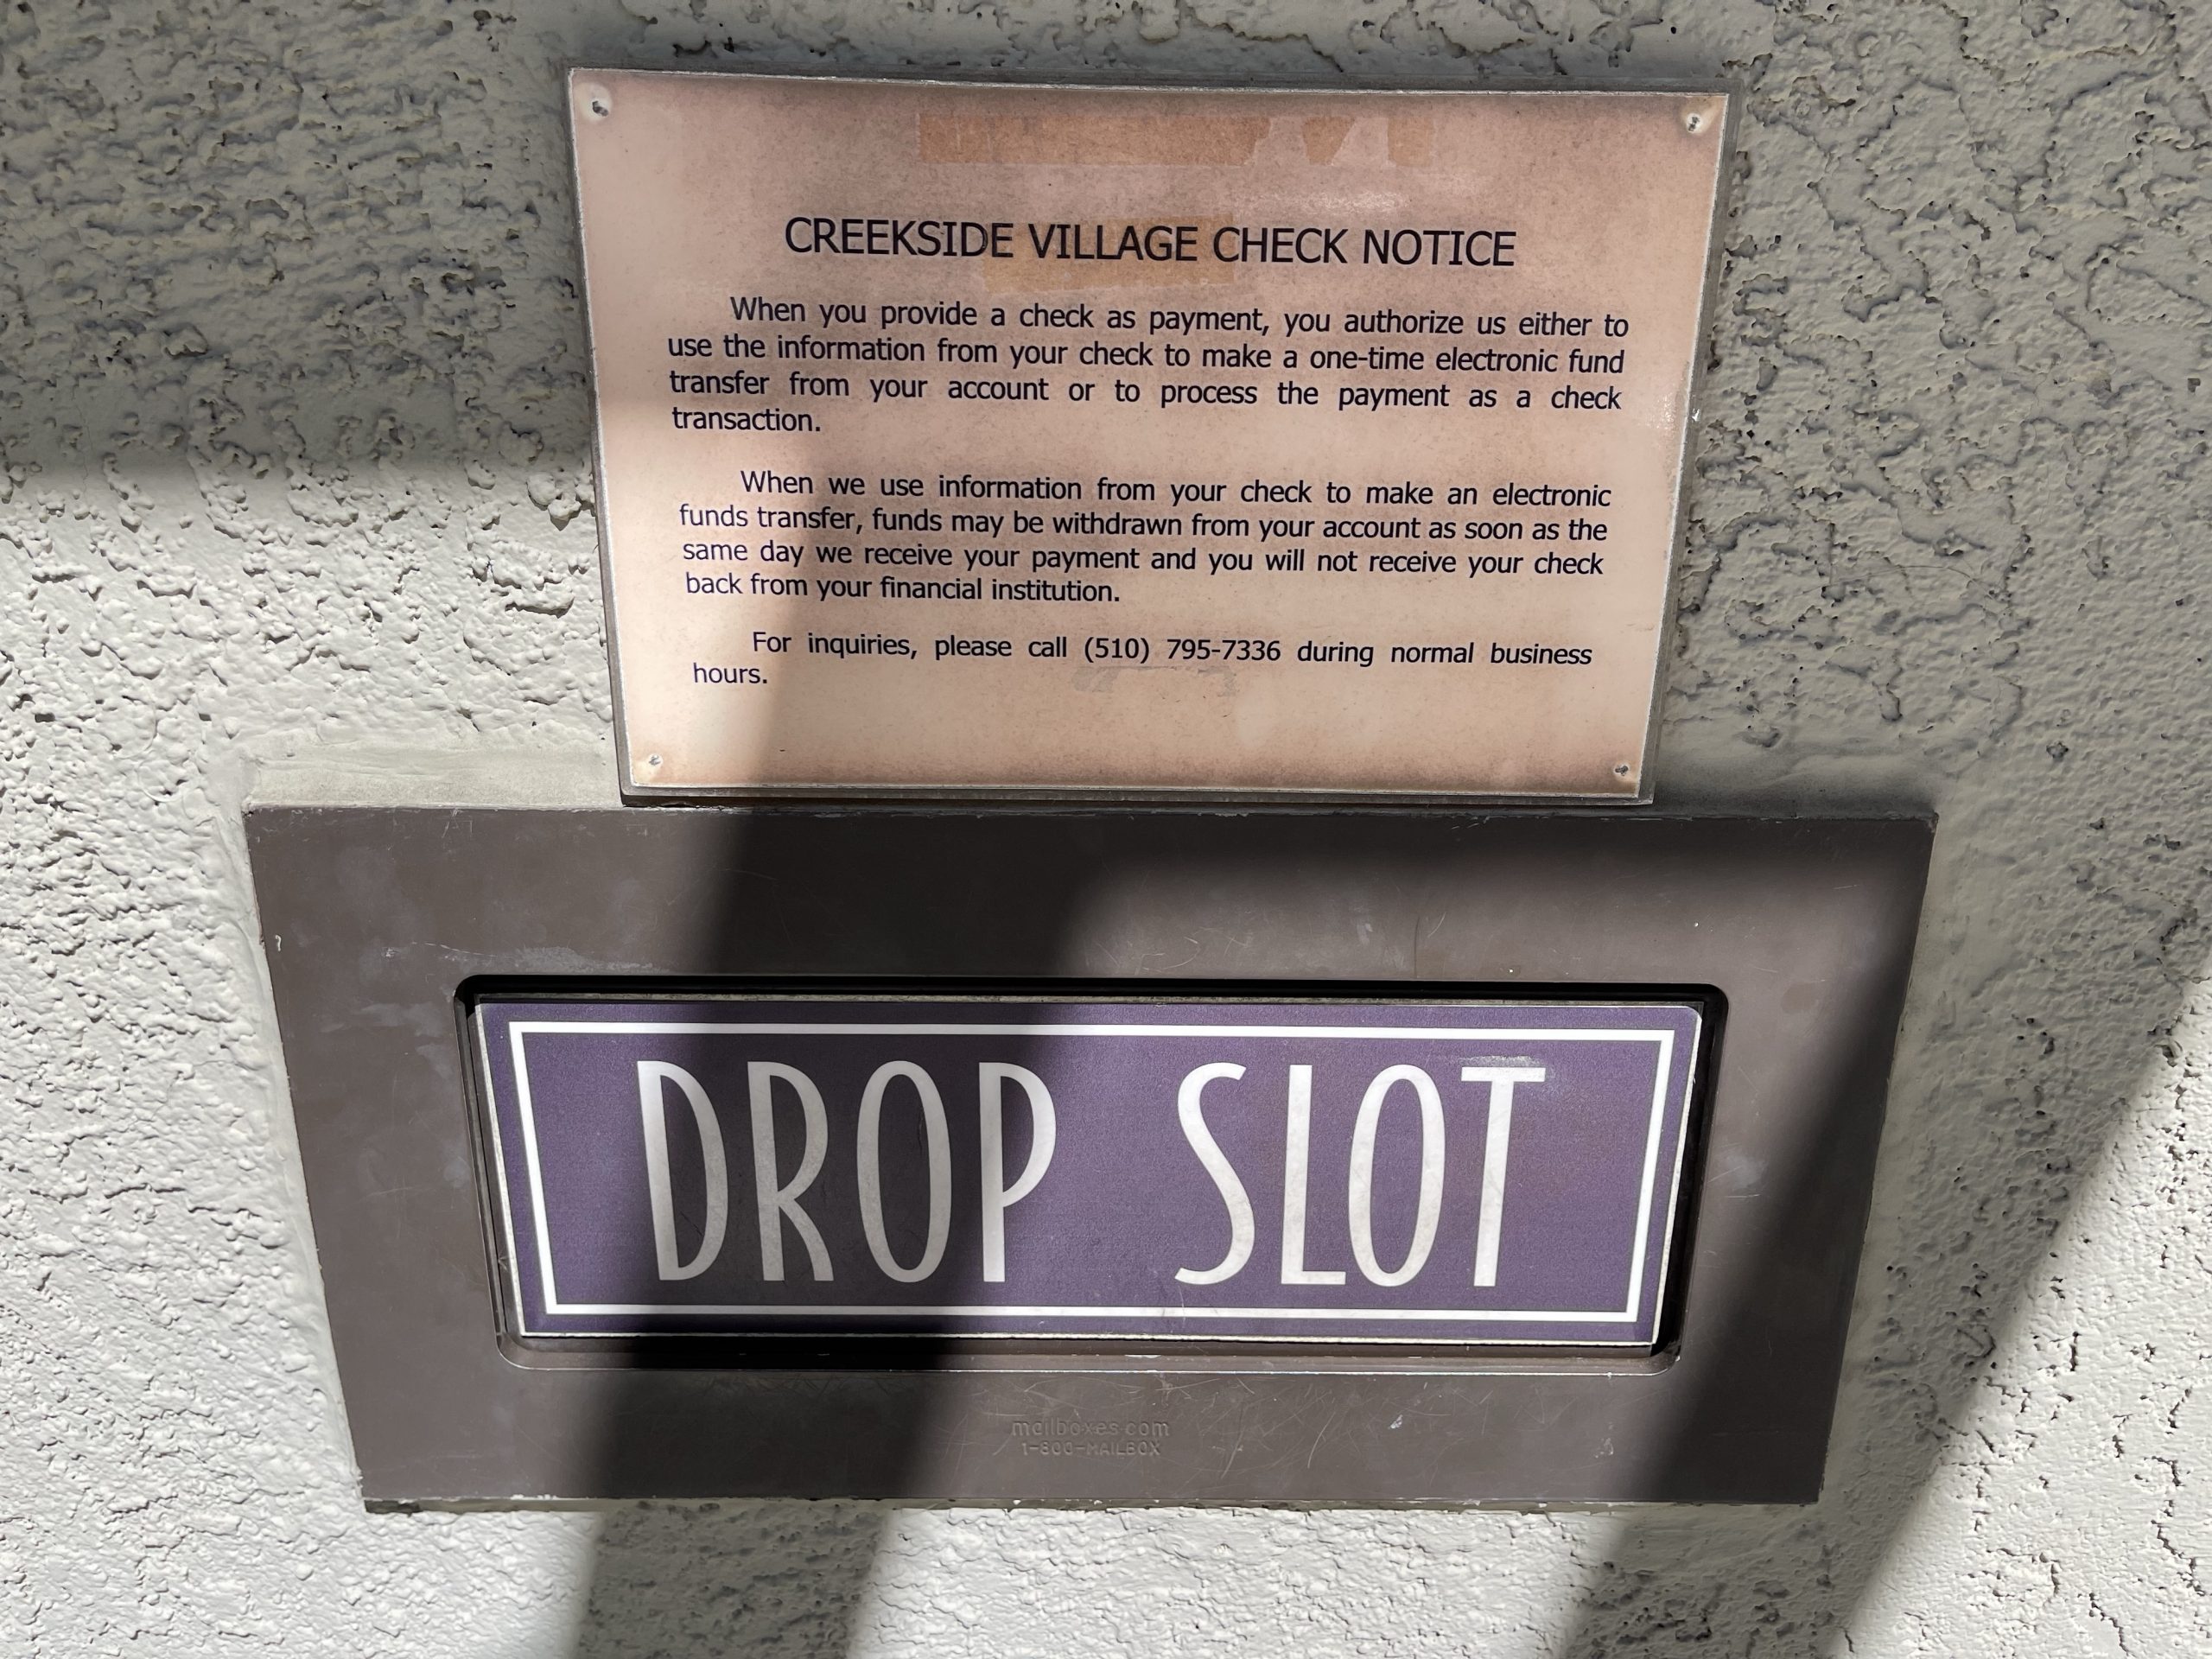 CREEKSIDE VILLAGE CHECK NOTICE
When you provide a check as payment, you authorize us either to
use the information from your check to make a one-time electronic fund
transfer from your account or to process the payment as a check
transaction.
When we use information from your check to make an electronic
funds transfer, funds may be withdrawn from your account as soon as the
same day we receive your payment and you will not receive your check
back from your financial institution.
For inquiries, please call (510) 795-7336 during normal business
hours.
DROP SLOT
mailboxes.com
1-800-MAILBOX